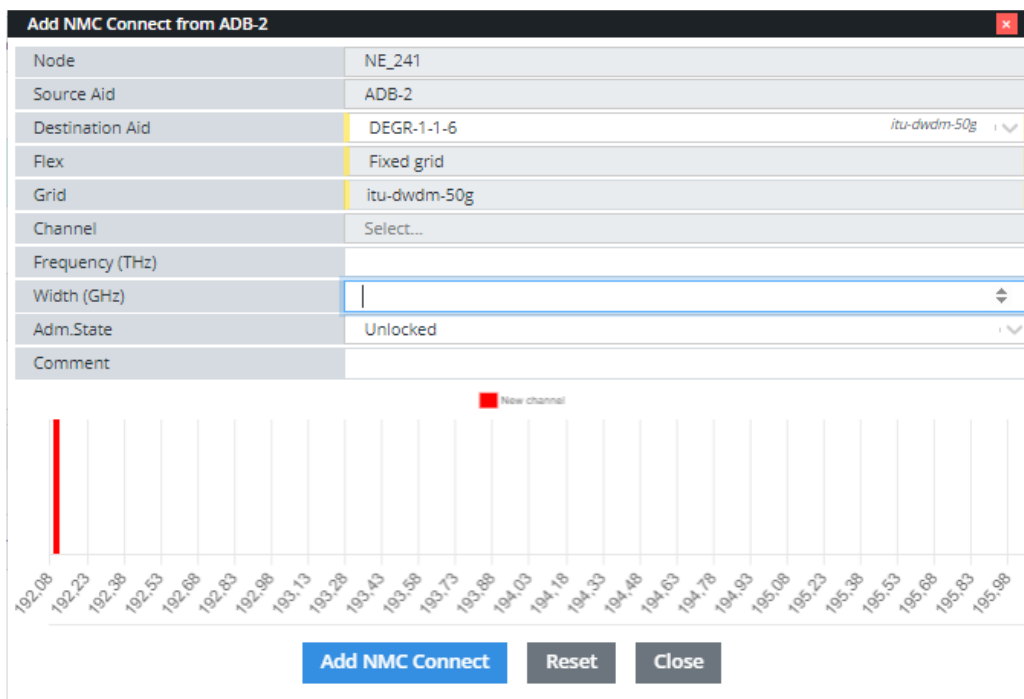 Add NMC Connect from ADB-2
Node NE_241
Source Aid ADB-2
Destination Aid DEGR-1-1-6 itu-dwdm-50g
Flex Fixed grid
Grid itu-dwdm-50g
Channel Select...
Frequency (THz)
Width (GHz)
Adm.State Unlocked
Comment
New channel
192,08 192,23 192,38 192,53 192,68 192,83 192,98 193,13 193,28 193,43 193,58 193,73 193,88 194,03 194,18 194,33 194,48 194,63 194,78 194,93 195,08 195,23 195,38 195,53 195,68 195,83 195,98
Add NMC Connect Reset Close